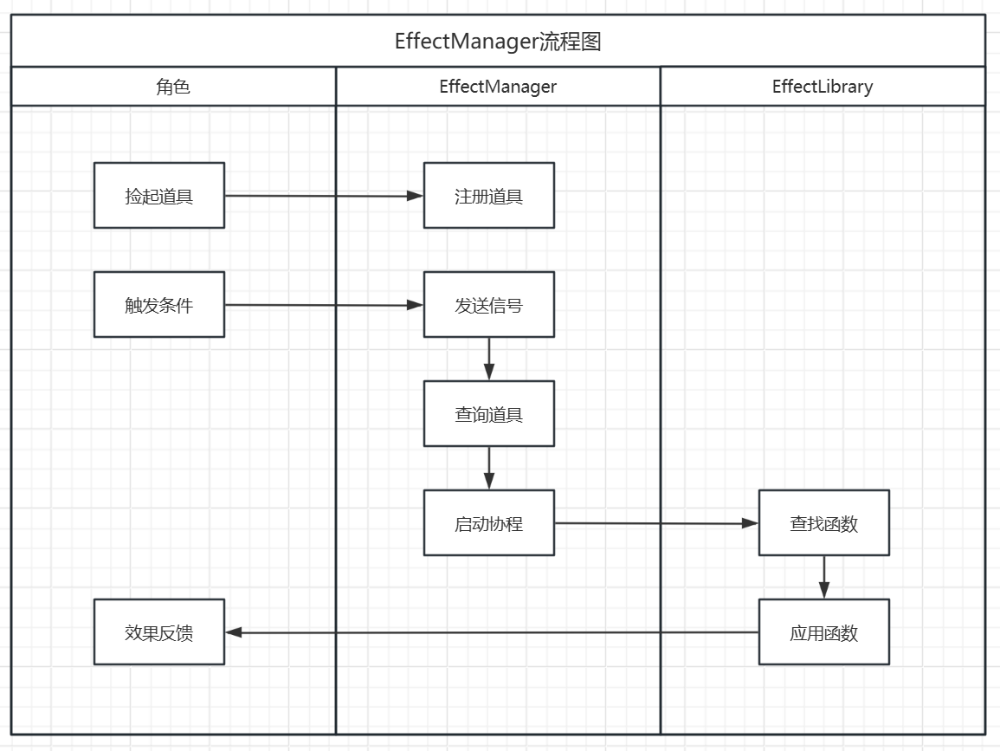 EffectManager流程图
角色
EffectManager
EffectLibrary
捡起道具
注册道具
触发条件
发送信号
查询道具
启动协程
查找函数
效果反馈
应用函数